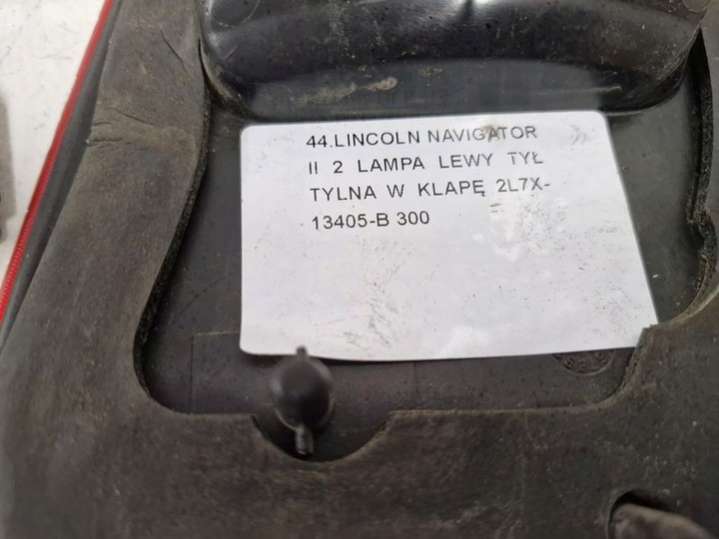 44.LINCOLN NAVIGATOR
II 2 LAMPA LEWY TYŁ
TYLNA W KLAPĘ 2L7X-
13405-B 300